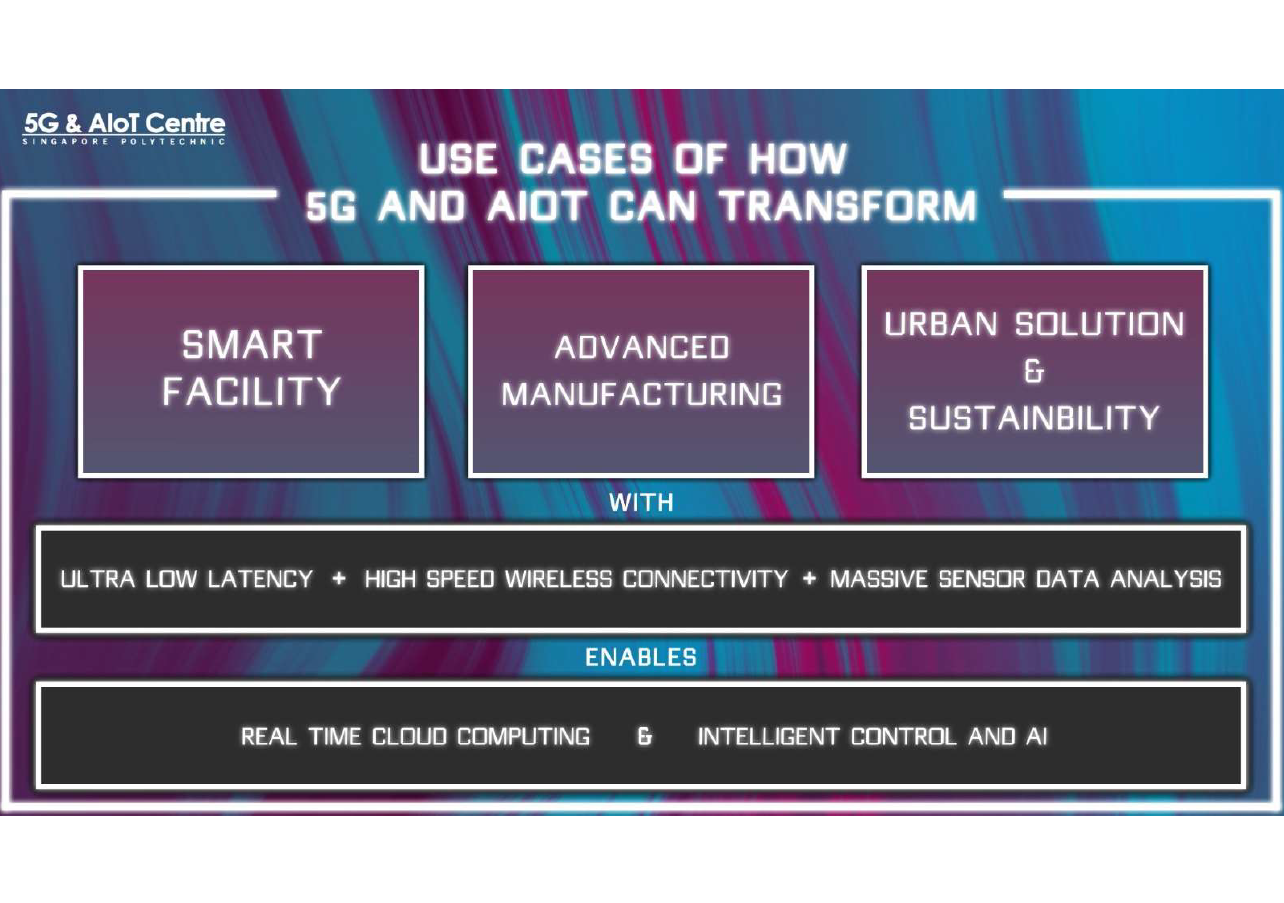 5G & AIoT Centre
SINGAPORE POLYTECHNIC
USE CASES OF HOW
5G AND AIOT CAN TRANSFORM
SMART
FACILITY
ADVANCED
MANUFACTURING
URBAN SOLUTION
&
SUSTAINBILITY
WITH
ULTRA LOW LATENCY + HIGH SPEED WIRELESS CONNECTIVITY + MASSIVE SENSOR DATA ANALYSIS
ENABLES
REAL TIME CLOUD COMPUTING & INTELLIGENT CONTROL AND AI